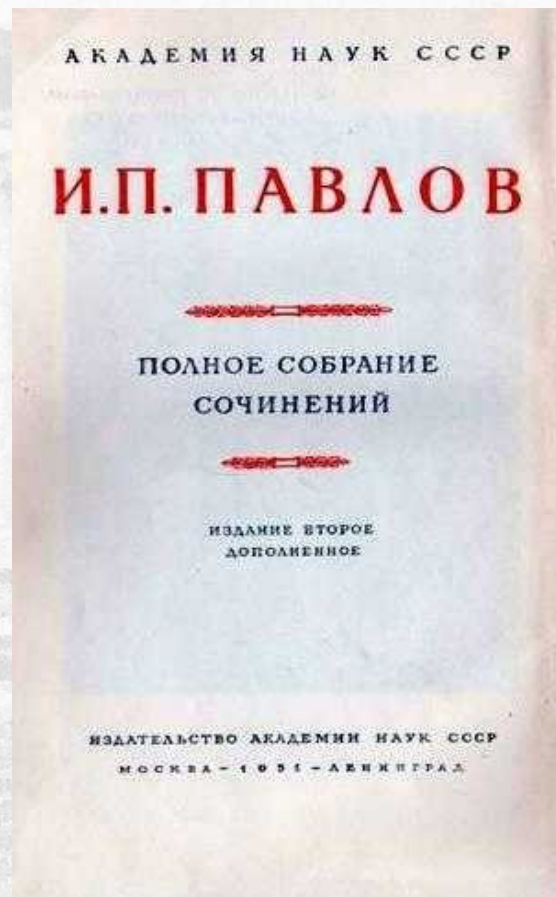 АКАДЕМИЯ НАУК СССР
И.П. ПАВЛОВ
ПОЛНОЕ СОБРАНИЕ
СОЧИНЕНИЙ
ИЗДАНИЕ ВТОРОЕ
ДОПОЛНЕННОЕ
ИЗДАТЕЛЬСТВО АКАДЕМИИ НАУК СССР
МОСКВА – 1951 – ЛЕНИНГРАД